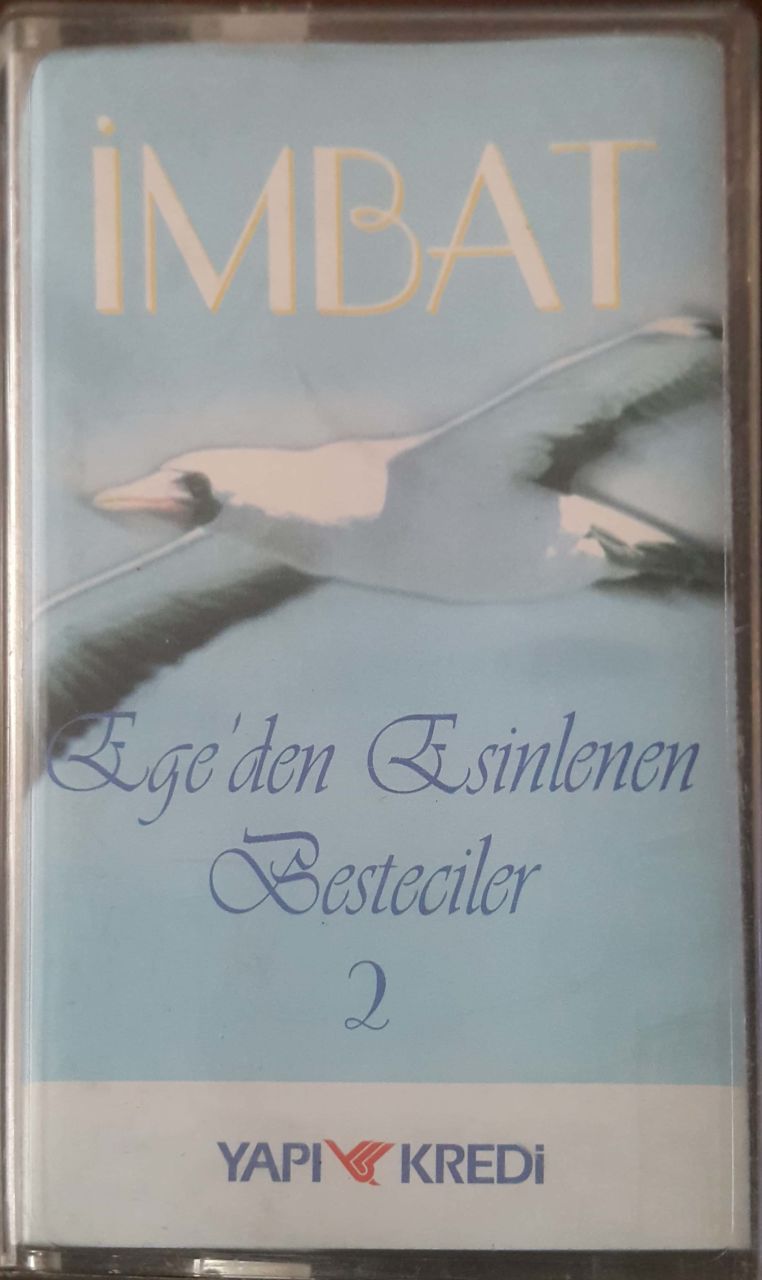 İMBAT
Ege'den Esinlenen
Besteciler
2
YAPI KREDİ